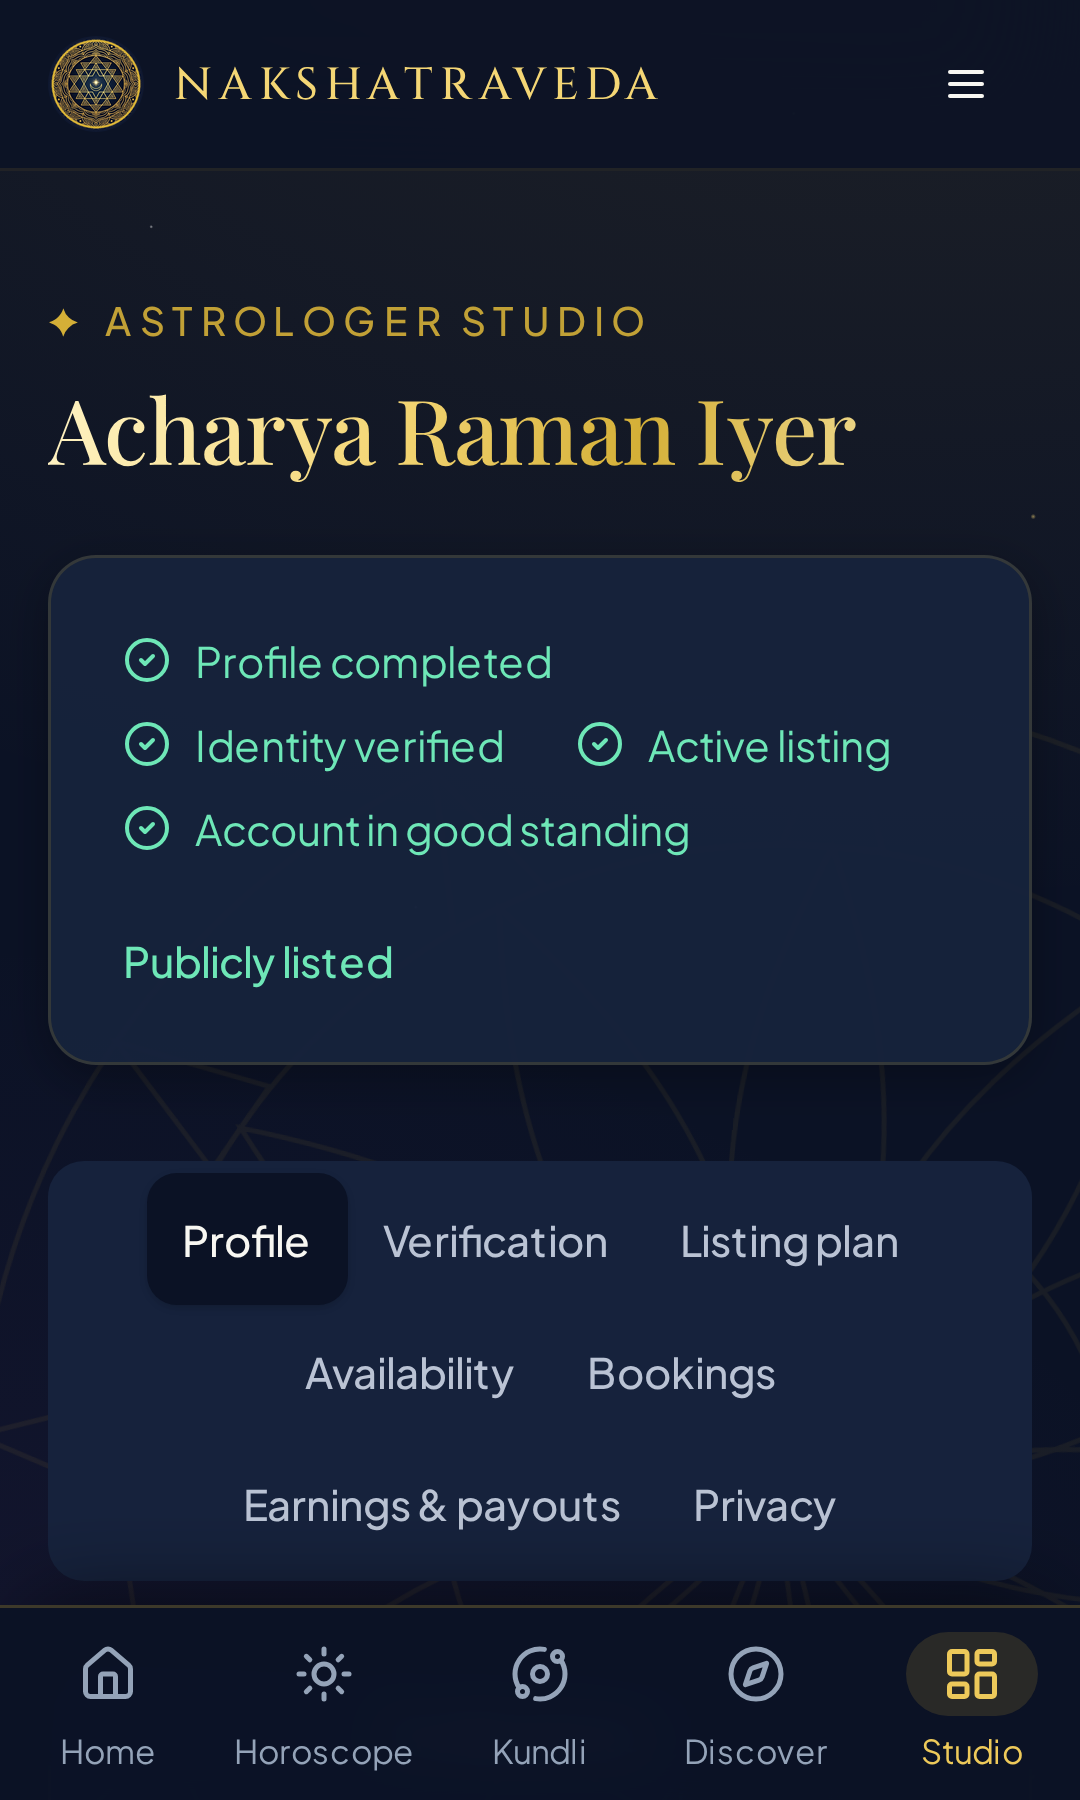 NAKSHATRAVEDA
ASTROLOGER STUDIO
Acharya Raman Iyer
Profile completed
Identity verified Active listing
Account in good standing
Publicly listed
Profile Verification Listing plan
Availability Bookings
Earnings & payouts Privacy
Home Horoscope Kundli Discover Studio